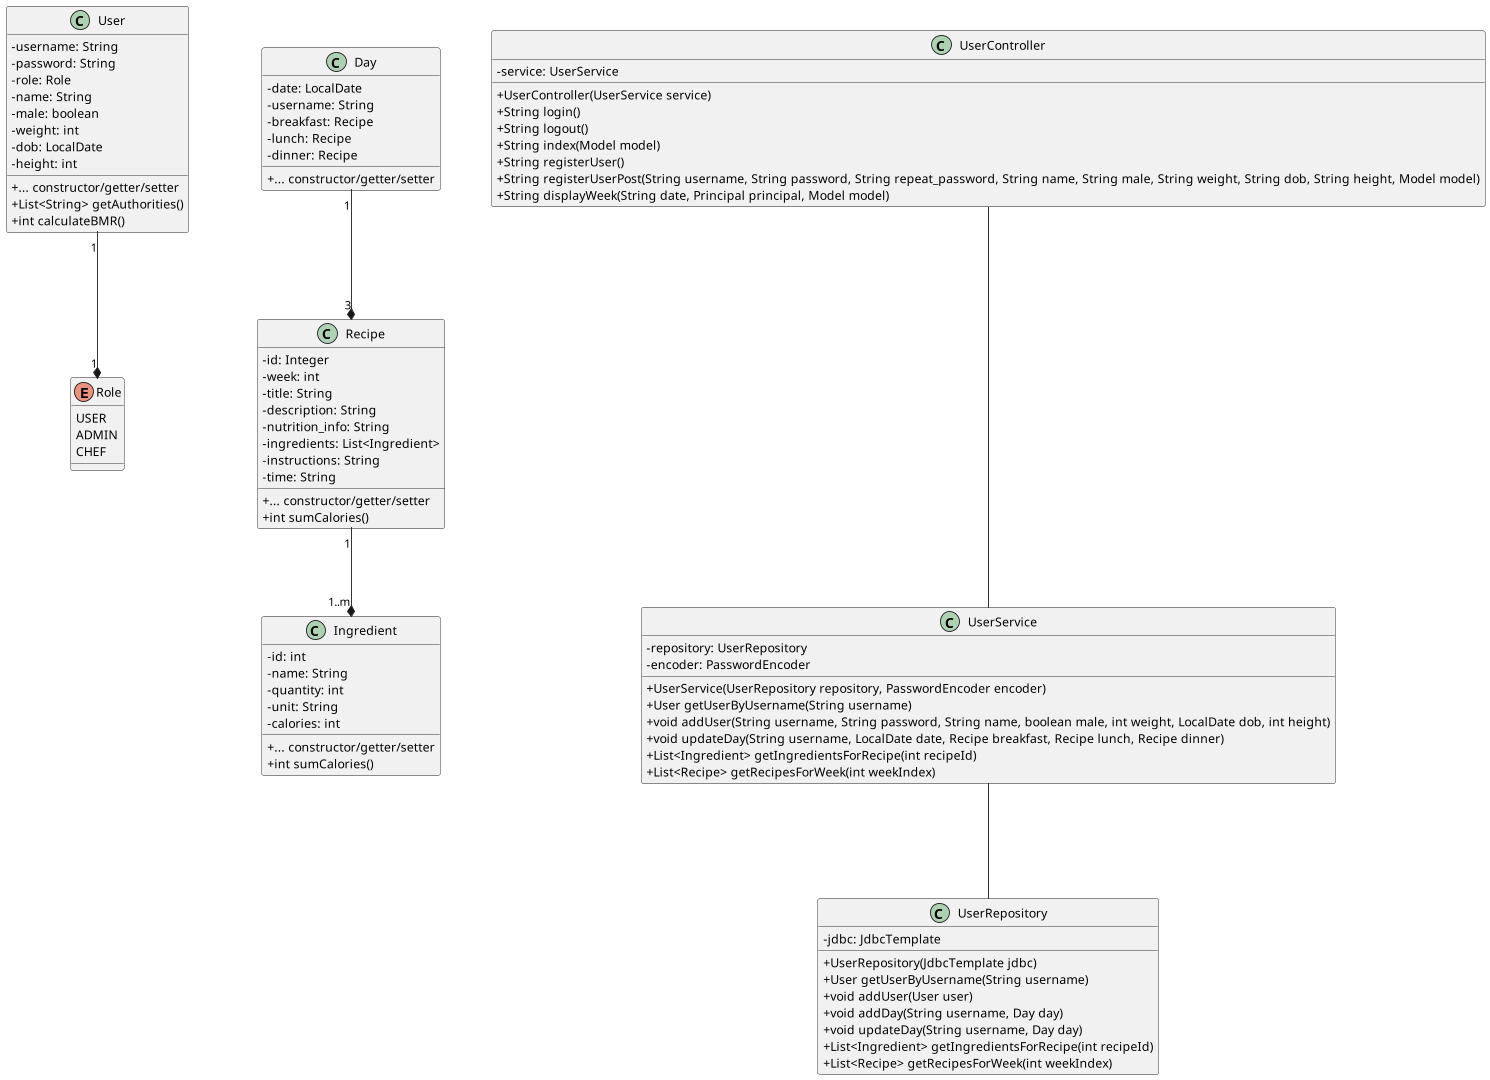 C User
-username: String
-password: String
-role: Role
-name: String
-male: boolean
-weight: int
-dob: LocalDate
-height: int
+... constructor/getter/setter
+List<String> getAuthorities()
+int calculateBMR()
1
1
E Role
USER
ADMIN
CHEF
C Day
-date: LocalDate
-username: String
-breakfast: Recipe
-lunch: Recipe
-dinner: Recipe
+... constructor/getter/setter
1
3
C Recipe
-id: Integer
-week: int
-title: String
-description: String
-nutrition_info: String
-ingredients: List<Ingredient>
-instructions: String
-time: String
+... constructor/getter/setter
+int sumCalories()
1
1..m
C Ingredient
-id: int
-name: String
-quantity: int
-unit: String
-calories: int
+... constructor/getter/setter
+int sumCalories()
C UserController
-service: UserService
+UserController(UserService service)
+String login()
+String logout()
+String index(Model model)
+String registerUser()
+String registerUserPost(String username, String password, String repeat_password, String name, String male, String weight, String dob, String height, Model model)
+String displayWeek(String date, Principal principal, Model model)
C UserService
-repository: UserRepository
-encoder: PasswordEncoder
+UserService(UserRepository repository, PasswordEncoder encoder)
+User getUserByUsername(String username)
+void addUser(String username, String password, String name, boolean male, int weight, LocalDate dob, int height)
+void updateDay(String username, LocalDate date, Recipe breakfast, Recipe lunch, Recipe dinner)
+List<Ingredient> getIngredientsForRecipe(int recipeId)
+List<Recipe> getRecipesForWeek(int weekIndex)
C UserRepository
-jdbc: JdbcTemplate
+UserRepository(JdbcTemplate jdbc)
+User getUserByUsername(String username)
+void addUser(User user)
+void addDay(String username, Day day)
+void updateDay(String username, Day day)
+List<Ingredient> getIngredientsForRecipe(int recipeId)
+List<Recipe> getRecipesForWeek(int weekIndex)